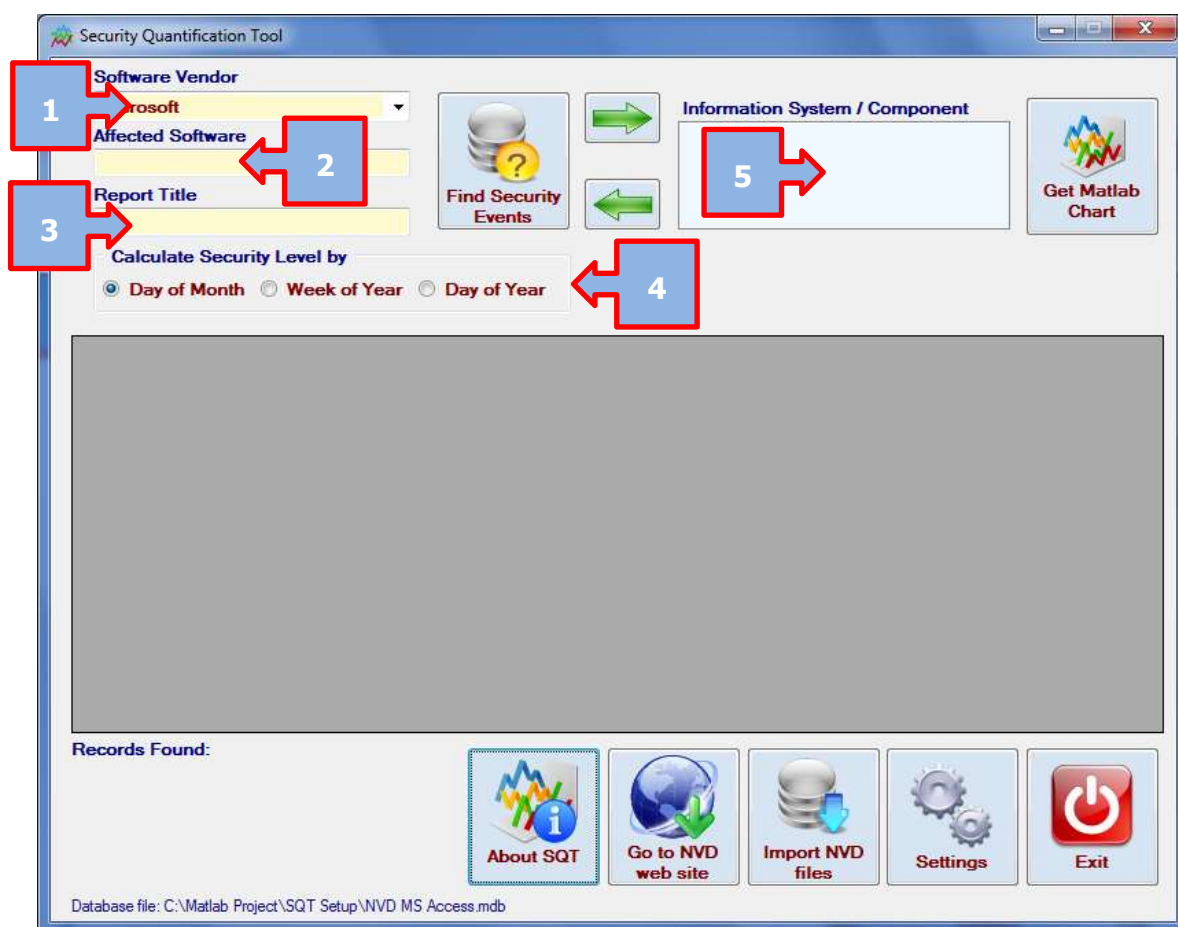 Security Quantification Tool
Software Vendor
1
rosoft
Affected Software
2
Report Title
3
Find Security
Events
Information System / Component
5
Get Matlab
Chart
Calculate Security Level by
Day of Month
Week of Year
Day of Year
4
Records Found:
About SQT
Go to NVD
web site
Import NVD
files
Settings
Exit
Database file: C:\Matlab Project\SQT Setup\NVD MS Access.mdb